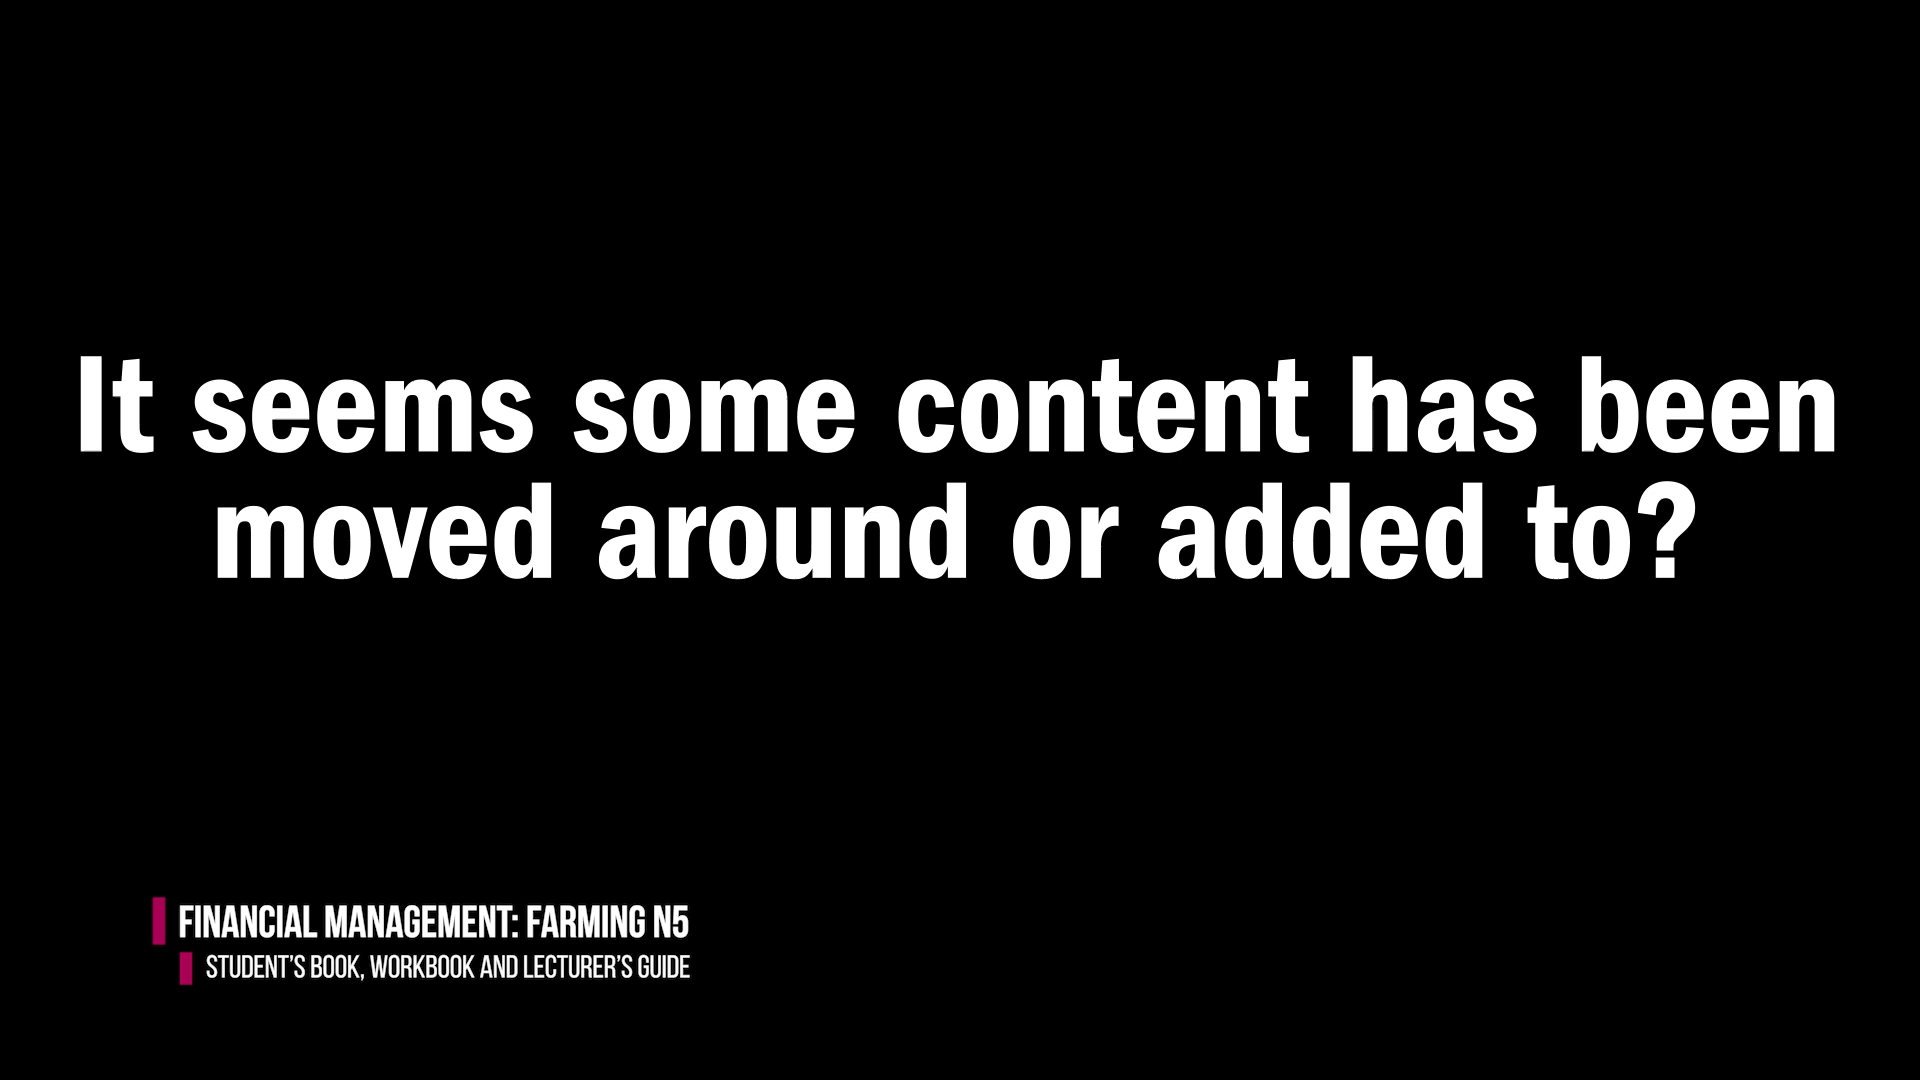 It seems some content has been
moved around or added to?
FINANCIAL MANAGEMENT: FARMING N5
STUDENT'S BOOK, WORKBOOK AND LECTURER'S GUIDE